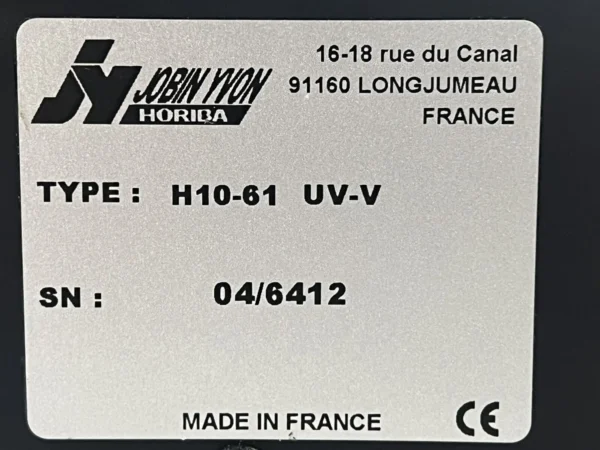 JY JOBIN YVON
HORIBA
16-18 rue du Canal
91160 LONGJUMEAU
FRANCE
TYPE : H10-61 UV-V
SN : 04/6412
MADE IN FRANCE CE